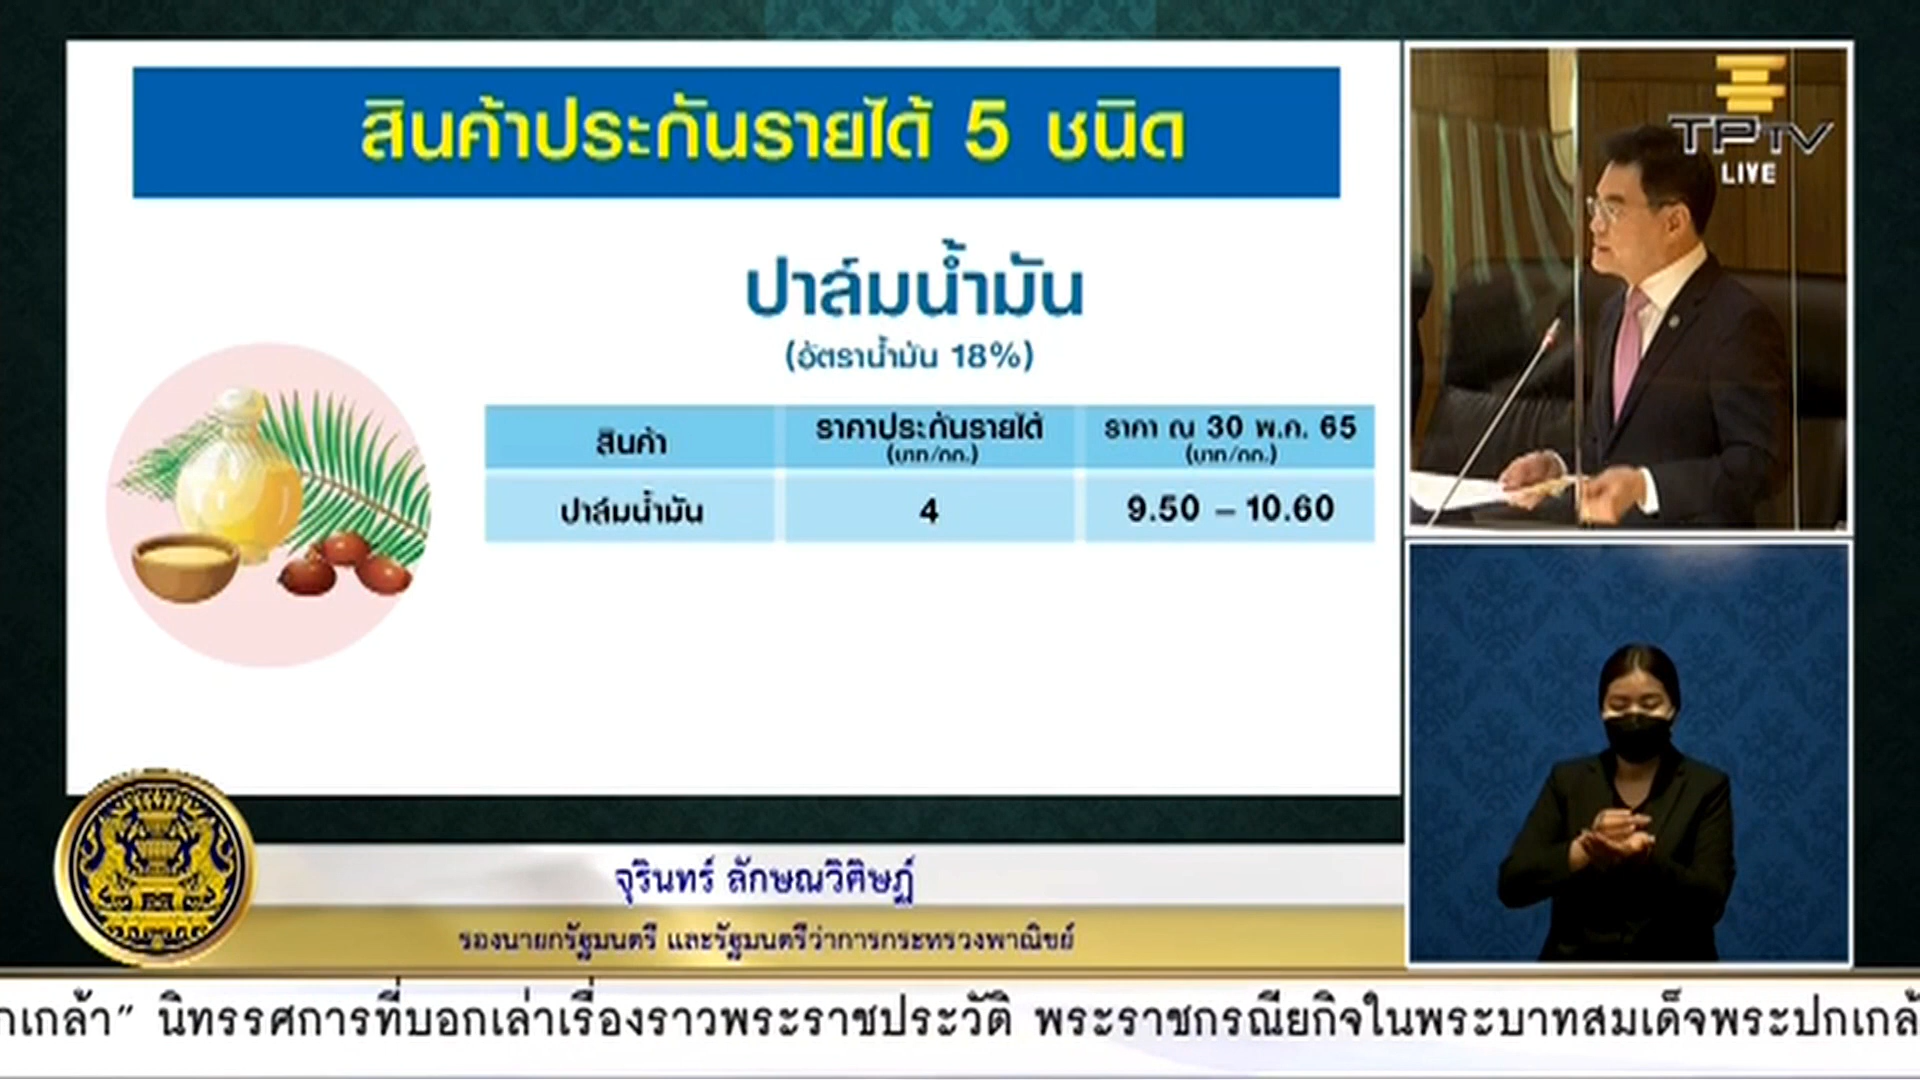 สินค้าประกันรายได้ 5 ชนิด
ปาล์มน้ำมัน
(อัตราน้ำมัน 18%)
สินค้า ราคาประกันรายได้ ราคา ณ 30 พ.ค. 65
(บาท/กก.) (บาท/กก.)
ปาล์มน้ำมัน 4 9.50 – 10.60
TPTV
LIVE
จุรินทร์ ลักษณวิศิษฏ์
รองนายกรัฐมนตรี และรัฐมนตรีว่าการกระทรวงพาณิชย์
กเกล้า” นิทรรศการที่บอกเล่าเรื่องราวพระราชประวัติ พระราชกรณียกิจในพระบาทสมเด็จพระปกเกล้